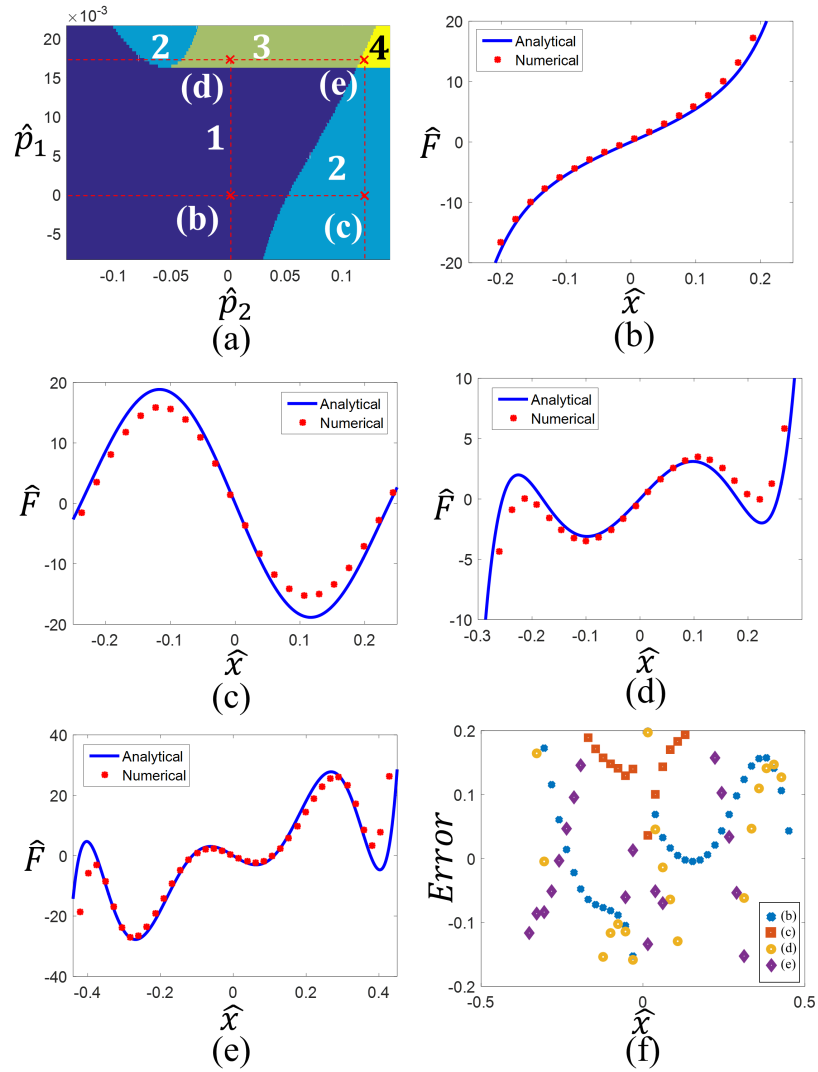 ×10⁻³
20
15
10
5
0
-5
p̂₁
2 3 4
(d) (e)
1
2
(b) (c)
-0.1 -0.05 0 0.05 0.1
p̂₂
(a)
Analytical
Numerical
20
10
0
-10
-20
F̂
-0.2 -0.1 0 0.1 0.2
x̂
(b)
Analytical
Numerical
20
10
0
-10
-20
F̂
-0.2 -0.1 0 0.1 0.2
x̂
(c)
Analytical
Numerical
10
5
0
-5
-10
F̂
-0.3 -0.2 -0.1 0 0.1 0.2
x̂
(d)
Analytical
Numerical
40
20
0
-20
-40
F̂
-0.4 -0.2 0 0.2 0.4
x̂
(e)
0.2
0.1
0
-0.1
-0.2
Error
(b)
(c)
(d)
(e)
-0.5 0 0.5
x̂
(f)